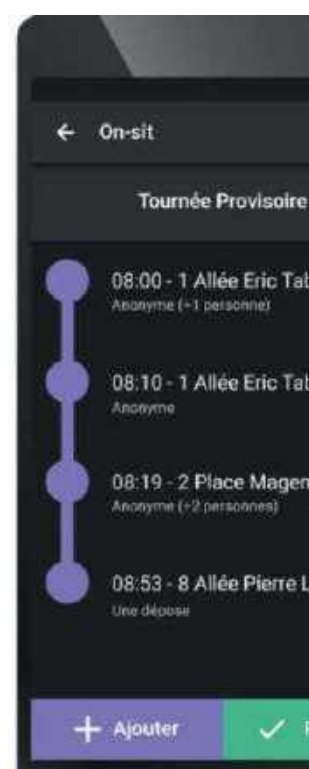 On-sit
Tournée Provisoire
08:00 - 1 Allée Eric Tab
Anonyme (+1 personne)
08:10 - 1 Allée Eric Tab
Anonyme
08:19 - 2 Place Magen
Anonyme (+2 personnes)
08:53 - 8 Allée Pierre L
Une dépose
Ajouter